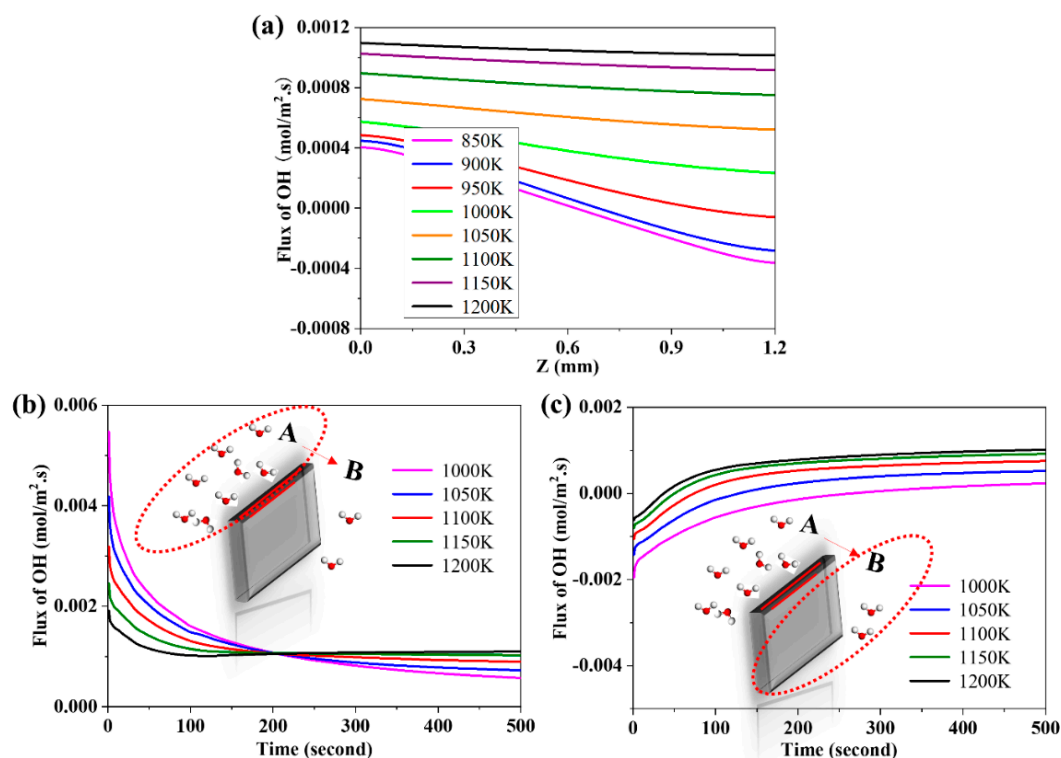 (a)
0.0012
0.0008
0.0004
0.0000
-0.0004
-0.0008
Flux of OH (mol/m².s)
850K
900K
950K
1000K
1050K
1100K
1150K
1200K
0.0 0.3 0.6 0.9 1.2
Z (mm)
(b)
0.006
0.004
0.002
0.000
Flux of OH (mol/m².s)
A
B
1000K
1050K
1100K
1150K
1200K
0 100 200 300 400 500
Time (second)
(c)
0.002
0.000
-0.002
-0.004
Flux of OH (mol/m².s)
A
B
1000K
1050K
1100K
1150K
1200K
0 100 200 300 400 500
Time (second)